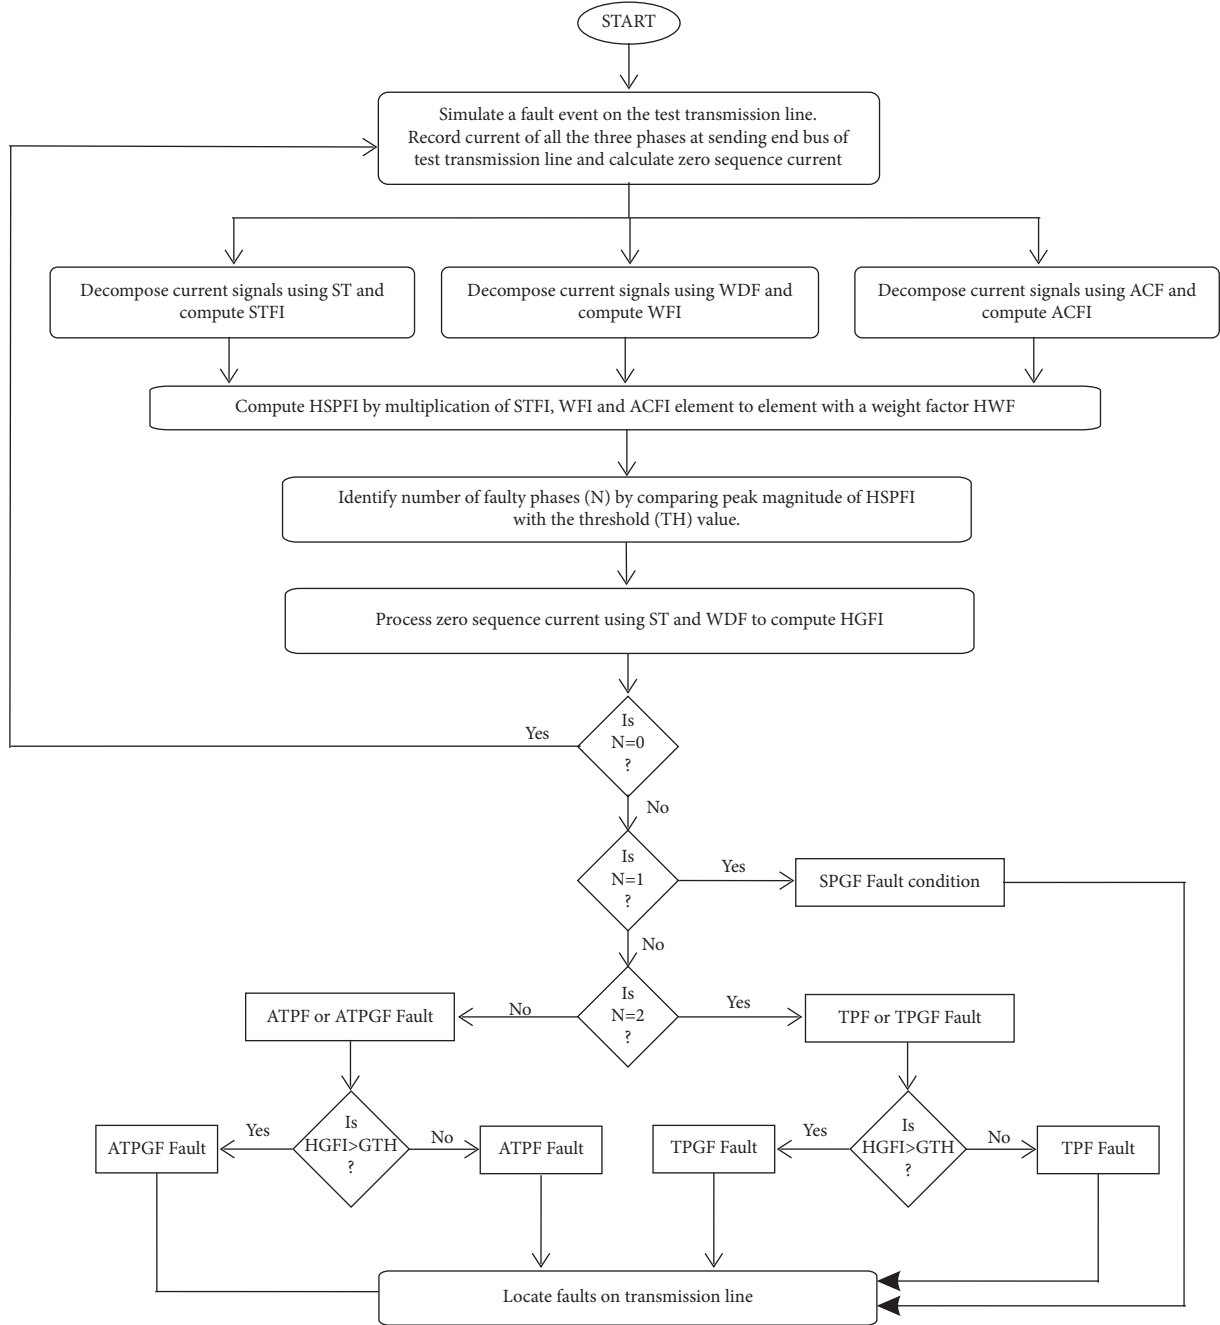 START
Simulate a fault event on the test transmission line.
Record current of all the three phases at sending end bus of
test transmission line and calculate zero sequence current
Decompose current signals using ST and
compute STFI
Decompose current signals using WDF and
compute WFI
Decompose current signals using ACF and
compute ACFI
Compute HSPFI by multiplication of STFI, WFI and ACFI element to element with a weight factor HWF
Identify number of faulty phases (N) by comparing peak magnitude of HSPFI
with the threshold (TH) value.
Process zero sequence current using ST and WDF to compute HGFI
Is
N=0
?
Yes
No
Is
N=1
?
Yes
SPGF Fault condition
No
Is
N=2
?
No
Yes
ATPF or ATPGF Fault
TPF or TPGF Fault
Is
HGFI>GTH
?
Yes
No
ATPGF Fault
ATPF Fault
Is
HGFI>GTH
?
Yes
No
TPGF Fault
TPF Fault
Locate faults on transmission line